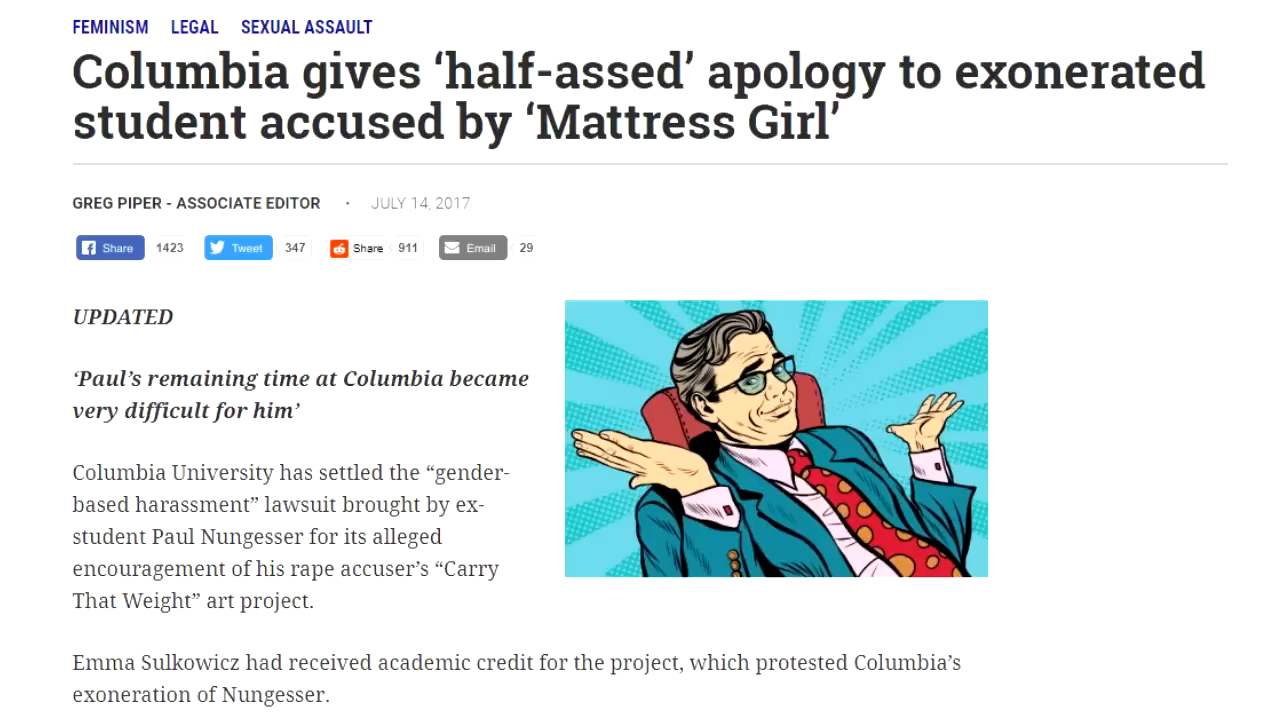 FEMINISM LEGAL SEXUAL ASSAULT
Columbia gives ‘half-assed’ apology to exonerated
student accused by ‘Mattress Girl’
GREG PIPER - ASSOCIATE EDITOR • JULY 14, 2017
Share 1423 Tweet 347 Share 911 Email 29
UPDATED
‘Paul’s remaining time at Columbia became
very difficult for him’
Columbia University has settled the “gender-
based harassment” lawsuit brought by ex-
student Paul Nungesser for its alleged
encouragement of his rape accuser’s “Carry
That Weight” art project.
Emma Sulkowicz had received academic credit for the project, which protested Columbia’s
exoneration of Nungesser.